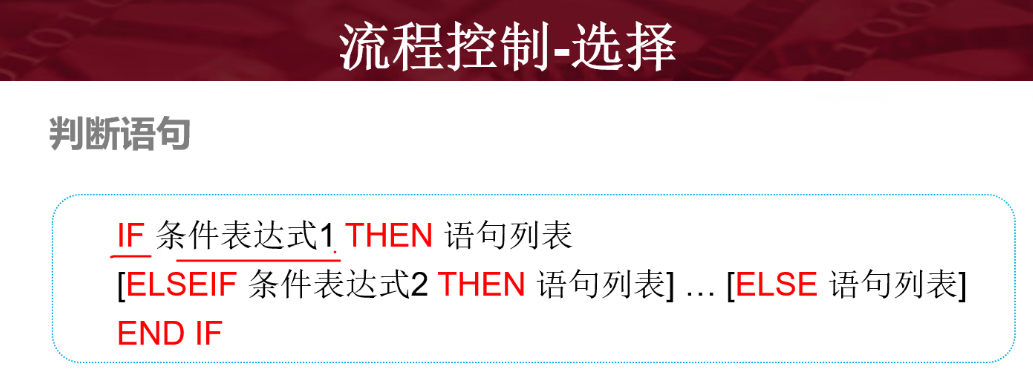 流程控制-选择
判断语句
IF 条件表达式1 THEN 语句列表
[ELSEIF 条件表达式2 THEN 语句列表] … [ELSE 语句列表]
END IF